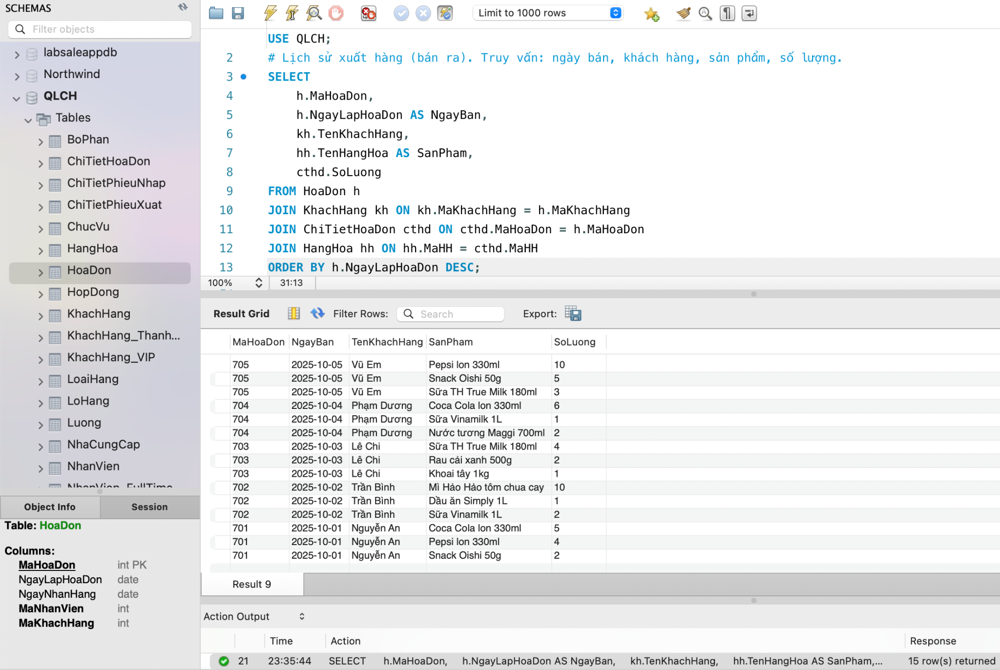 SCHEMAS
Filter objects
labsaleappdb
Northwind
QLCH
Tables
BoPhan
ChiTietHoaDon
ChiTietPhieuNhap
ChiTietPhieuXuat
ChucVu
HangHoa
HoaDon
HopDong
KhachHang
KhachHang_Thanh...
KhachHang_VIP
LoaiHang
LoHang
Luong
NhaCungCap
NhanVien
NhanVien_FullTime
Object Info Session
Table: HoaDon
Columns:
MaHoaDon int PK
NgayLapHoaDon date
NgayNhanHang date
MaNhanVien int
MaKhachHang int
Limit to 1000 rows
USE QLCH;
2 # Lịch sử xuất hàng (bán ra). Truy vấn: ngày bán, khách hàng, sản phẩm, số lượng.
3 SELECT
4 h.MaHoaDon,
5 h.NgayLapHoaDon AS NgayBan,
6 kh.TenKhachHang,
7 hh.TenHangHoa AS SanPham,
8 cthd.SoLuong
9 FROM HoaDon h
10 JOIN KhachHang kh ON kh.MaKhachHang = h.MaKhachHang
11 JOIN ChiTietHoaDon cthd ON cthd.MaHoaDon = h.MaHoaDon
12 JOIN HangHoa hh ON hh.MaHH = cthd.MaHH
13 ORDER BY h.NgayLapHoaDon DESC;
100% 31:13
Result Grid Filter Rows: Search Export:
MaHoaDon NgayBan TenKhachHang SanPham SoLuong
705 2025-10-05 Vũ Em Pepsi lon 330ml 10
705 2025-10-05 Vũ Em Snack Oishi 50g 5
705 2025-10-05 Vũ Em Sữa TH True Milk 180ml 3
704 2025-10-04 Phạm Dương Coca Cola lon 330ml 6
704 2025-10-04 Phạm Dương Sữa Vinamilk 1L 1
704 2025-10-04 Phạm Dương Nước tương Maggi 700ml 2
703 2025-10-03 Lê Chi Sữa TH True Milk 180ml 4
703 2025-10-03 Lê Chi Rau cải xanh 500g 2
703 2025-10-03 Lê Chi Khoai tây 1kg 1
702 2025-10-02 Trần Bình Mì Hảo Hảo tôm chua cay 10
702 2025-10-02 Trần Bình Dầu ăn Simply 1L 1
702 2025-10-02 Trần Bình Sữa Vinamilk 1L 2
701 2025-10-01 Nguyễn An Coca Cola lon 330ml 5
701 2025-10-01 Nguyễn An Pepsi lon 330ml 4
701 2025-10-01 Nguyễn An Snack Oishi 50g 2
Result 9
Action Output
Time Action Response
21 23:35:44 SELECT h.MaHoaDon, h.NgayLapHoaDon AS NgayBan, kh.TenKhachHang, hh.TenHangHoa AS SanPham,... 15 row(s) returned